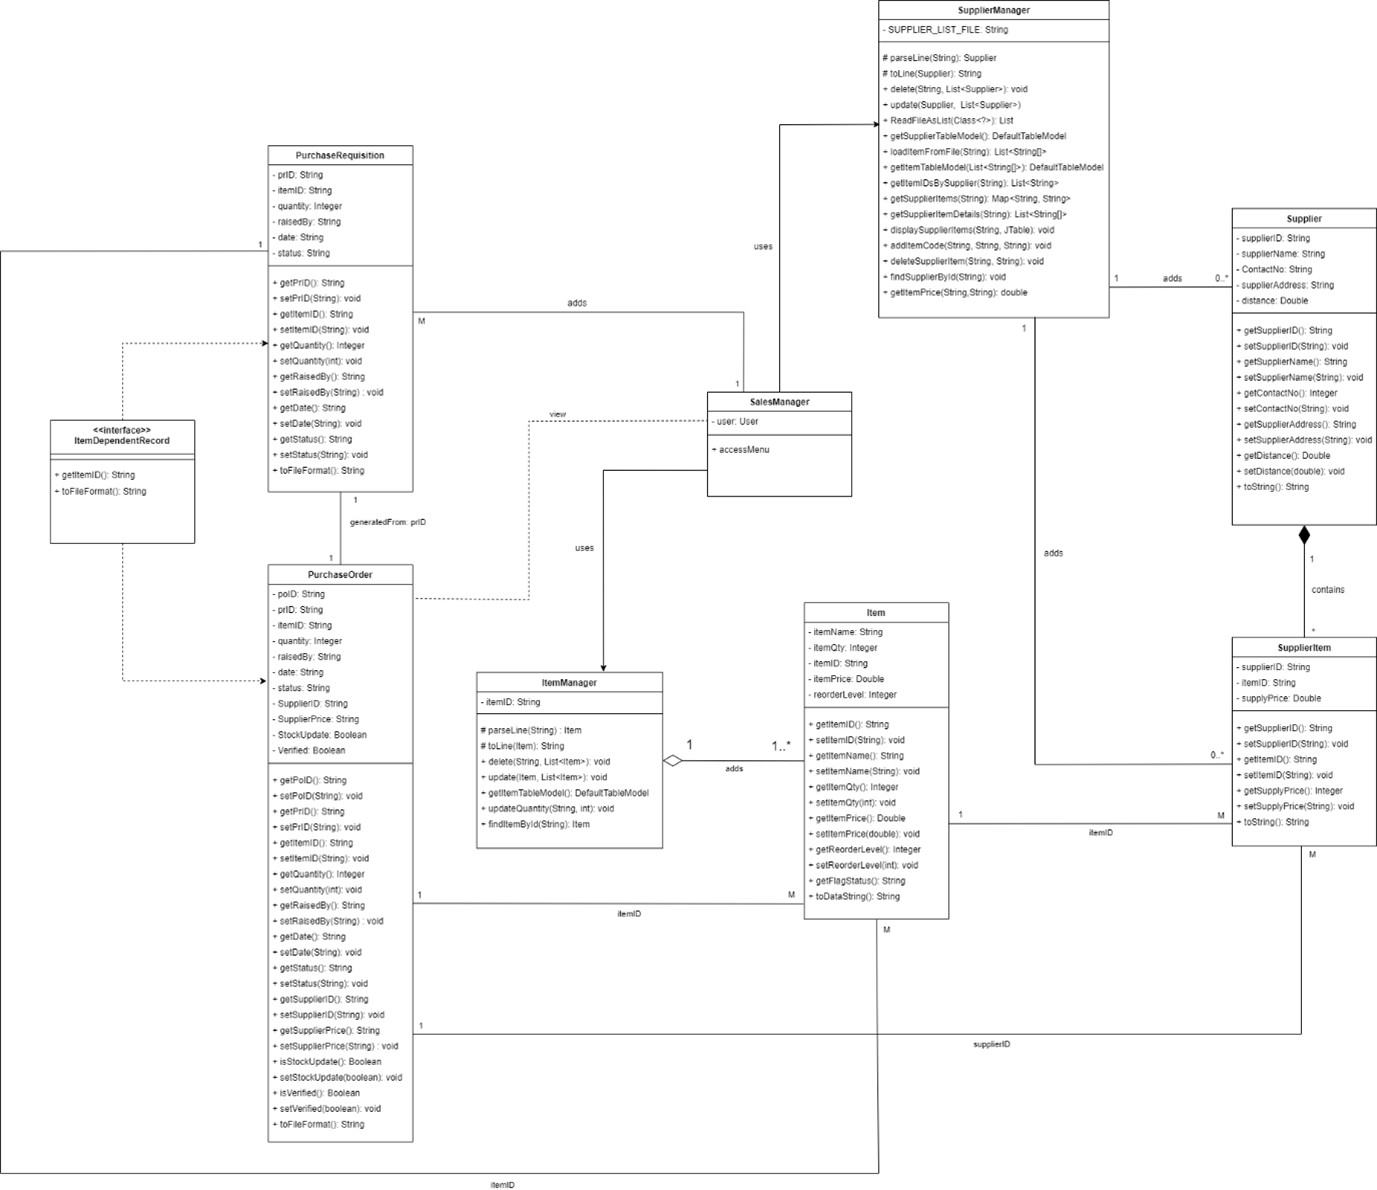 SupplierManager
- SUPPLIER_LIST_FILE: String
# parseLine(String): Supplier
# toLine(Supplier): String
+ delete(String, List<Supplier>): void
+ update(Supplier, List<Supplier>)
+ ReadFileAsList(Class<?>): List
+ getSupplierTableModel(): DefaultTableModel
+ loadItemFromFile(String): List<String[]>
+ getItemTableModel(List<String[]>): DefaultTableModel
+ getItemIDsBySupplier(String): List<String>
+ getSupplierItems(String): Map<String, String>
+ getSupplierItemDetails(String): List<String[]>
+ displaySupplierItems(String, JTable): void
+ addItemCode(String, String, String): void
+ deleteSupplierItem(String, String): void
+ findSupplierById(String): void
+ getItemPrice(String,String): double
PurchaseRequisition
- prID: String
- itemID: String
- quantity: Integer
- raisedBy: String
- date: String
- status: String
+ getPrID(): String
+ setPrID(String): void
+ getItemID(): String
+ setItemID(String): void
+ getQuantity(): Integer
+ setQuantity(int): void
+ getRaisedBy(): String
+ setRaisedBy(String) : void
+ getDate(): String
+ setDate(String): void
+ getStatus(): String
+ setStatus(String): void
+ toFileFormat(): String
1
uses
adds
M
1
Supplier
- supplierID: String
- supplierName: String
- ContactNo: String
- supplierAddress: String
- distance: Double
+ getSupplierID(): String
+ setSupplierID(String): void
+ getSupplierName(): String
+ setSupplierName(String): void
+ getContactNo(): Integer
+ setContactNo(String): void
+ getSupplierAddress(): String
+ setSupplierAddress(String): void
+ getDistance(): Double
+ setDistance(double): void
+ toString(): String
1
adds
0..*
1
SalesManager
- user: User
+ accessMenu
view
<<interface>>
ItemDependentRecord
+ getItemID(): String
+ toFileFormat(): String
1
generatedFrom: prID
1
uses
adds
1
contains
*
PurchaseOrder
- poID: String
- prID: String
- itemID: String
- quantity: Integer
- raisedBy: String
- date: String
- status: String
- SupplierID: String
- SupplierPrice: String
- StockUpdate: Boolean
- Verified: Boolean
+ getPoID(): String
+ setPoID(String): void
+ getPrID(): String
+ setPrID(String): void
+ getItemID(): String
+ setItemID(String): void
+ getQuantity(): Integer
+ setQuantity(int): void
+ getRaisedBy(): String
+ setRaisedBy(String) : void
+ getDate(): String
+ setDate(String): void
+ getStatus(): String
+ setStatus(String): void
+ getSupplierID(): String
+ setSupplierID(String): void
+ getSupplierPrice(): String
+ setSupplierPrice(String) : void
+ isStockUpdate(): Boolean
+ setStockUpdate(boolean): void
+ isVerified(): Boolean
+ setVerified(boolean): void
+ toFileFormat(): String
ItemManager
- itemID: String
# parseLine(String) : Item
# toLine(Item): String
+ delete(String, List<Item>): void
+ update(Item, List<Item>): void
+ getItemTableModel(): DefaultTableModel
+ updateQuantity(String, int): void
+ findItemById(String): Item
1
1..*
adds
Item
- itemName: String
- itemQty: Integer
- itemID: String
- itemPrice: Double
- reorderLevel: Integer
+ getItemID(): String
+ setItemID(String): void
+ getItemName(): String
+ setItemName(String): void
+ getItemQty(): Integer
+ setItemQty(int): void
+ getItemPrice(): Double
+ setItemPrice(double): void
+ getReorderLevel(): Integer
+ setReorderLevel(int): void
+ getFlagStatus(): String
+ toDataString(): String
SupplierItem
- supplierID: String
- itemID: String
- supplyPrice: Double
+ getSupplierID(): String
+ setSupplierID(String): void
+ getItemID(): String
+ setItemID(String): void
+ getSupplyPrice(): Integer
+ setSupplyPrice(String): void
+ toString(): String
0..*
1
M
itemID
M
1
M
itemID
M
1
supplierID
itemID